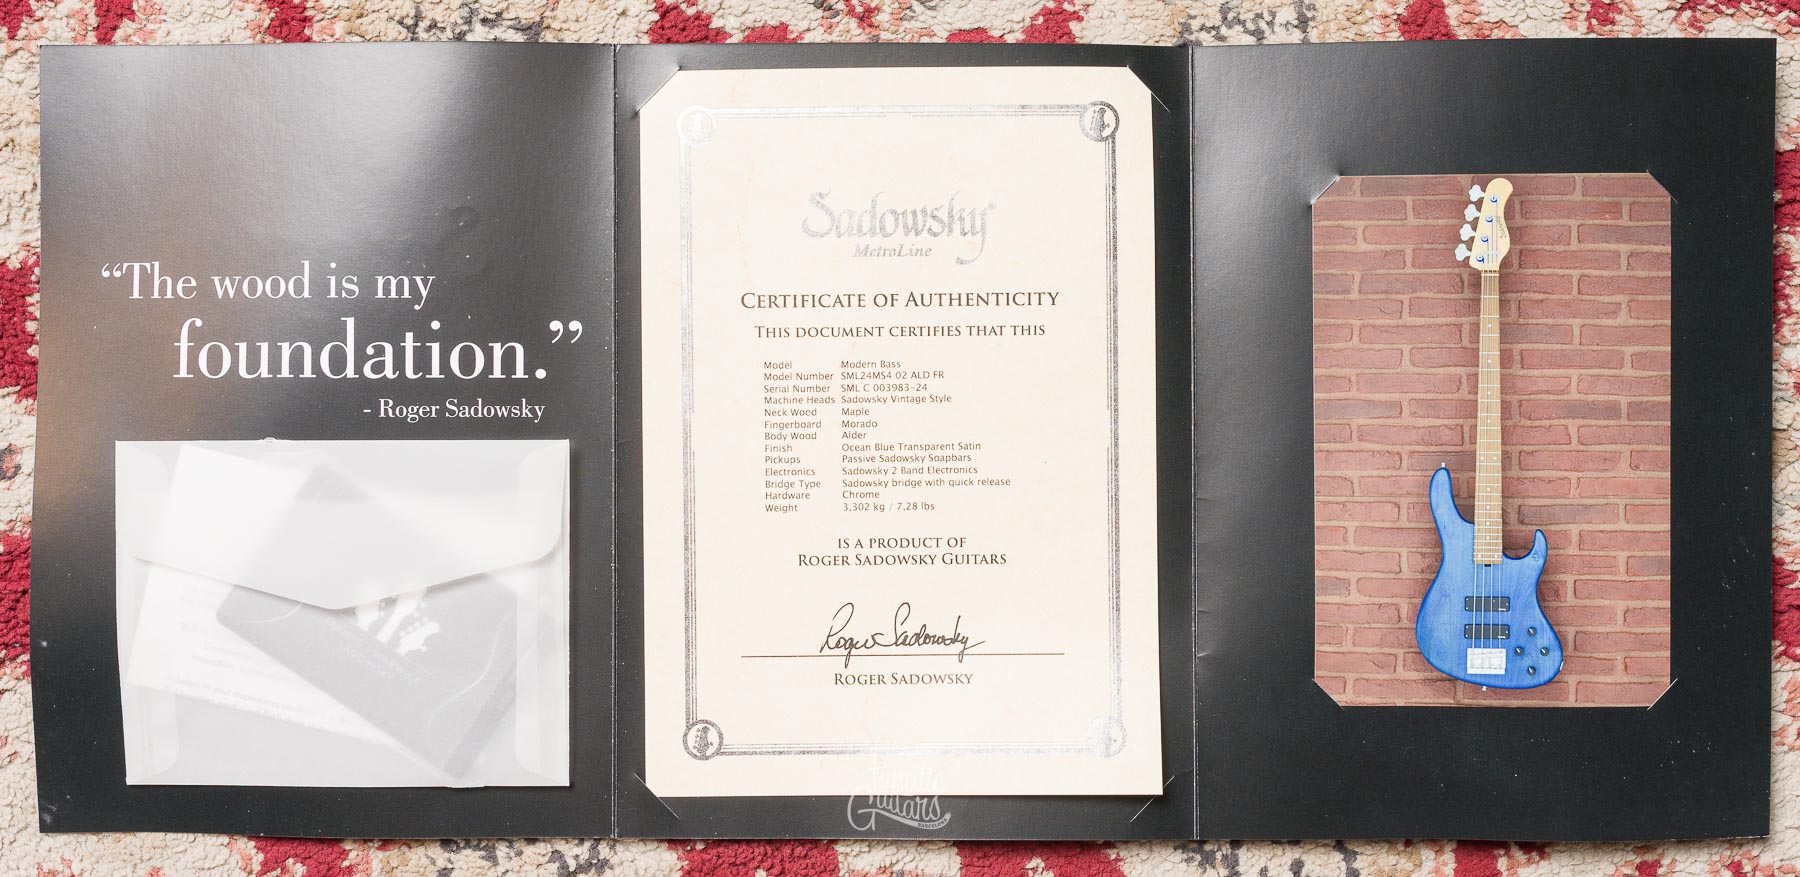 “The wood is my
foundation.”
- Roger Sadowsky
Sadowsky®
MetroLine
CERTIFICATE OF AUTHENTICITY
THIS DOCUMENT CERTIFIES THAT THIS
Model Modern Bass
Model Number SML24MS4 02 ALD FR
Serial Number SML C 003983-24
Machine Heads Sadowsky Vintage Style
Neck Wood Maple
Fingerboard Morado
Body Wood Alder
Finish Ocean Blue Transparent Satin
Pickups Passive Sadowsky Soapbars
Electronics Sadowsky 2 Band Electronics
Bridge Type Sadowsky bridge with quick release
Hardware Chrome
Weight 3,302 kg / 7,28 lbs
IS A PRODUCT OF
ROGER SADOWSKY GUITARS
Roger Sadowsky
ROGER SADOWSKY
Fanatic
Guitars
BARCELONA